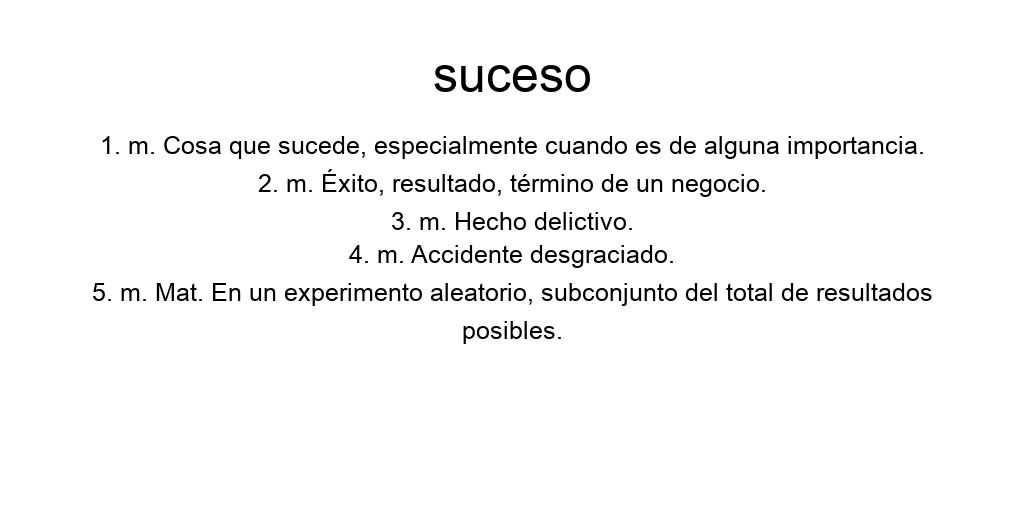 suceso
1. m. Cosa que sucede, especialmente cuando es de alguna importancia.
2. m. Éxito, resultado, término de un negocio.
3. m. Hecho delictivo.
4. m. Accidente desgraciado.
5. m. Mat. En un experimento aleatorio, subconjunto del total de resultados
posibles.